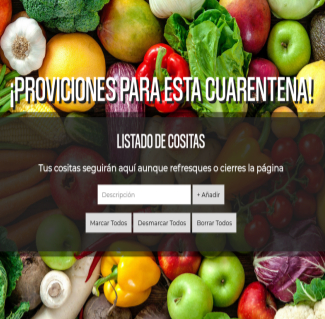 ¡PROVICIONES PARA ESTA CUARENTENA!
LISTADO DE COSITAS
Tus cositas seguirán aquí aunque refresques o cierres la página
Descripción
+ Añadir
Marcar Todos
Desmarcar Todos
Borrar Todos